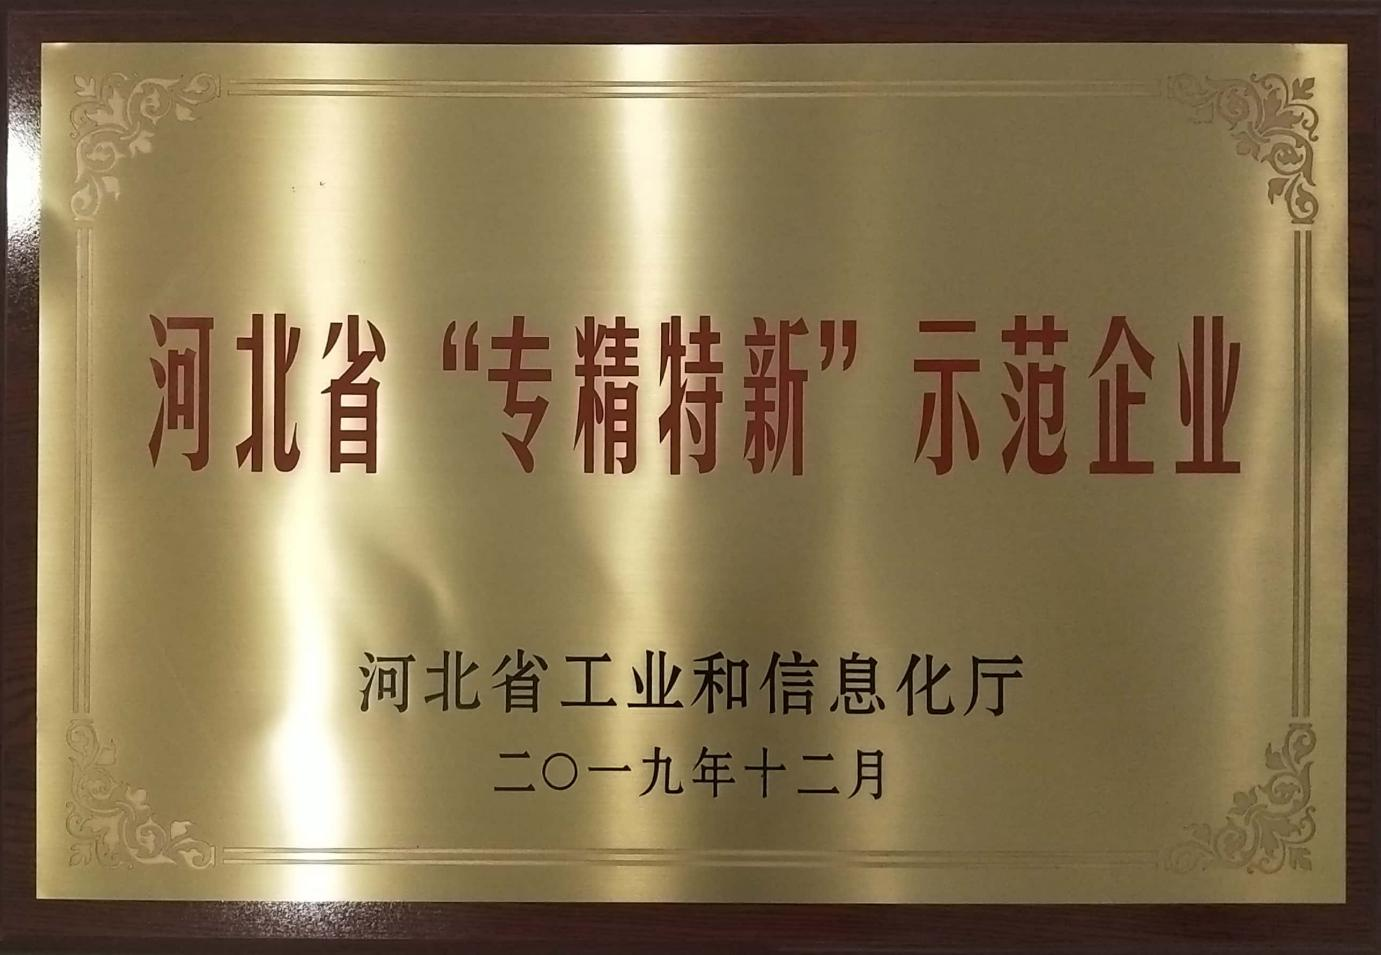 河北省“专精特新”示范企业
河北省工业和信息化厅
二〇一九年十二月